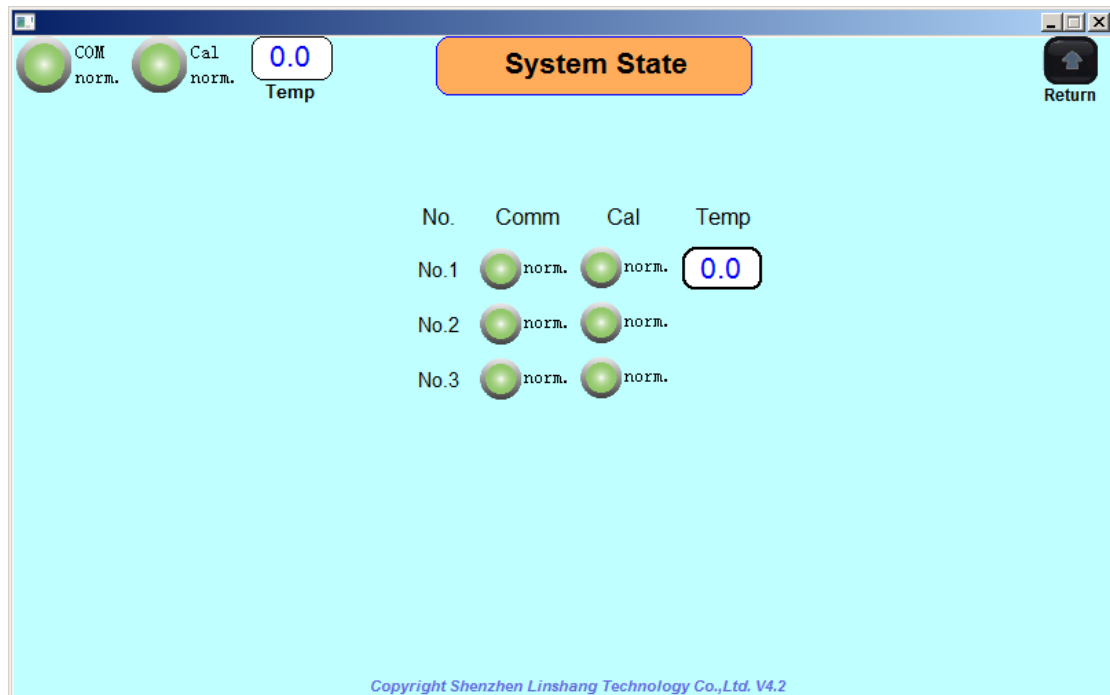 COM norm. Cal norm. 0.0 Temp
System State
Return
No. Comm Cal Temp
No.1 norm. norm. 0.0
No.2 norm. norm.
No.3 norm. norm.
Copyright Shenzhen Linshang Technology Co.,Ltd. V4.2